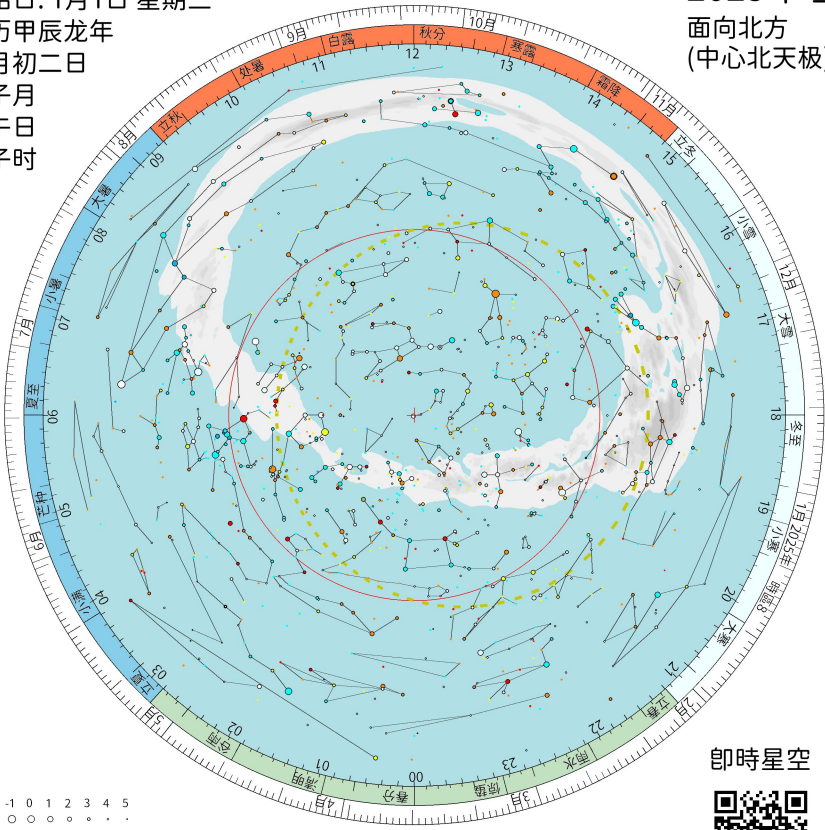 1月1日 星期三
历甲辰龙年
月初二日
子月
午日
子时
面向北方
(中心北天极)
9月
10月
11月
12月
1月 2025年 時區8
2月
3月
4月
5月
6月
7月
8月
秋分
寒露
霜降
立冬
小雪
大雪
冬至
小寒
大寒
立春
雨水
惊蛰
春分
清明
谷雨
立夏
小满
芒种
夏至
小暑
大暑
立秋
处暑
白露
12
13
14
15
16
17
18
19
20
21
22
23
00
01
02
03
04
05
06
07
08
09
10
11
即時星空
-1 0 1 2 3 4 5